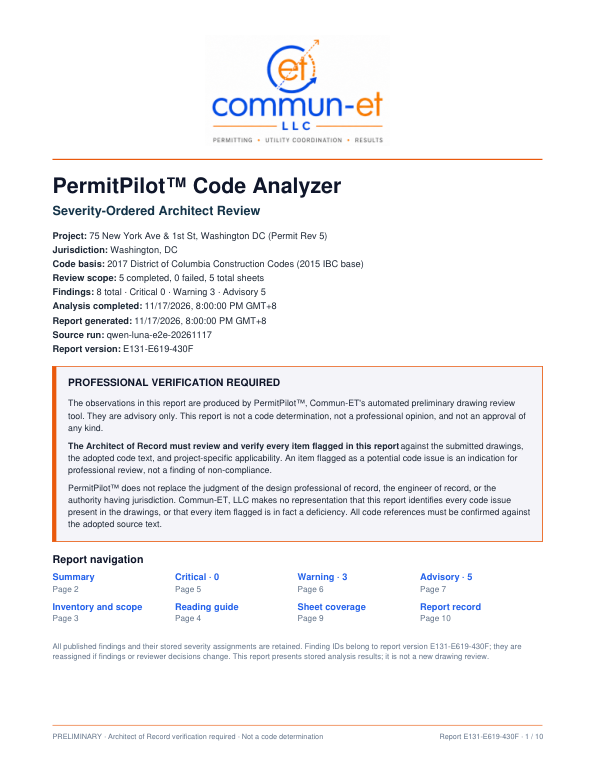 et
commun-et
LLC
PERMITTING • UTILITY COORDINATION • RESULTS
PermitPilot™ Code Analyzer
Severity-Ordered Architect Review
Project: 75 New York Ave & 1st St, Washington DC (Permit Rev 5)
Jurisdiction: Washington, DC
Code basis: 2017 District of Columbia Construction Codes (2015 IBC base)
Review scope: 5 completed, 0 failed, 5 total sheets
Findings: 8 total · Critical 0 · Warning 3 · Advisory 5
Analysis completed: 11/17/2026, 8:00:00 PM GMT+8
Report generated: 11/17/2026, 8:00:00 PM GMT+8
Source run: qwen-luna-e2e-20261117
Report version: E131-E619-430F
PROFESSIONAL VERIFICATION REQUIRED
The observations in this report are produced by PermitPilot™, Commun-ET's automated preliminary drawing review
tool. They are advisory only. This report is not a code determination, not a professional opinion, and not an approval of
any kind.
The Architect of Record must review and verify every item flagged in this report against the submitted drawings,
the adopted code text, and project-specific applicability. An item flagged as a potential code issue is an indication for
professional review, not a finding of non-compliance.
PermitPilot™ does not replace the judgment of the design professional of record, the engineer of record, or the
authority having jurisdiction. Commun-ET, LLC makes no representation that this report identifies every code issue
present in the drawings, or that every item flagged is in fact a deficiency. All code references must be confirmed against
the adopted source text.
Report navigation
Summary Critical · 0 Warning · 3 Advisory · 5
Page 2 Page 5 Page 6 Page 7
Inventory and scope Reading guide Sheet coverage Report record
Page 3 Page 4 Page 9 Page 10
All published findings and their stored severity assignments are retained. Finding IDs belong to report version E131-E619-430F; they are
reassigned if findings or reviewer decisions change. This report presents stored analysis results; it is not a new drawing review.
PRELIMINARY · Architect of Record verification required · Not a code determination Report E131-E619-430F · 1 / 10